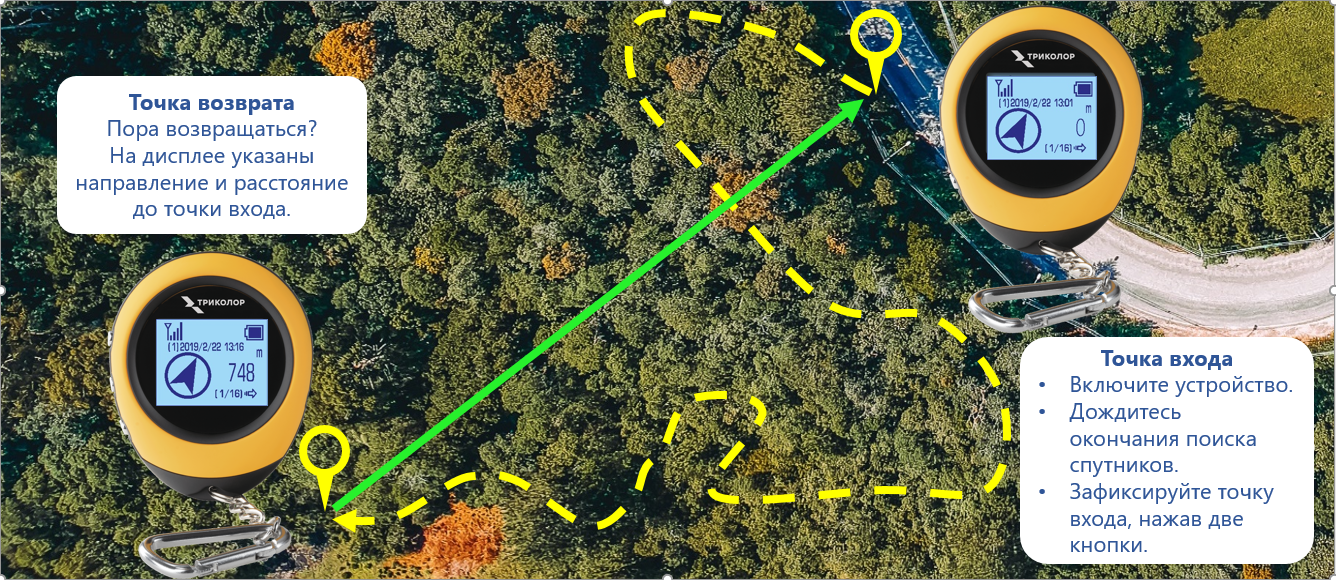 Точка возврата
Пора возвращаться?
На дисплее указаны
направление и расстояние
до точки входа.
ТРИКОЛОР
(1)2019/2/22 13:16
m
748
(1/16)
ТРИКОЛОР
(1)2019/2/22 13:01
m
0
(1/16)
Точка входа
• Включите устройство.
• Дождитесь
окончания поиска
спутников.
• Зафиксируйте точку
входа, нажав две
кнопки.